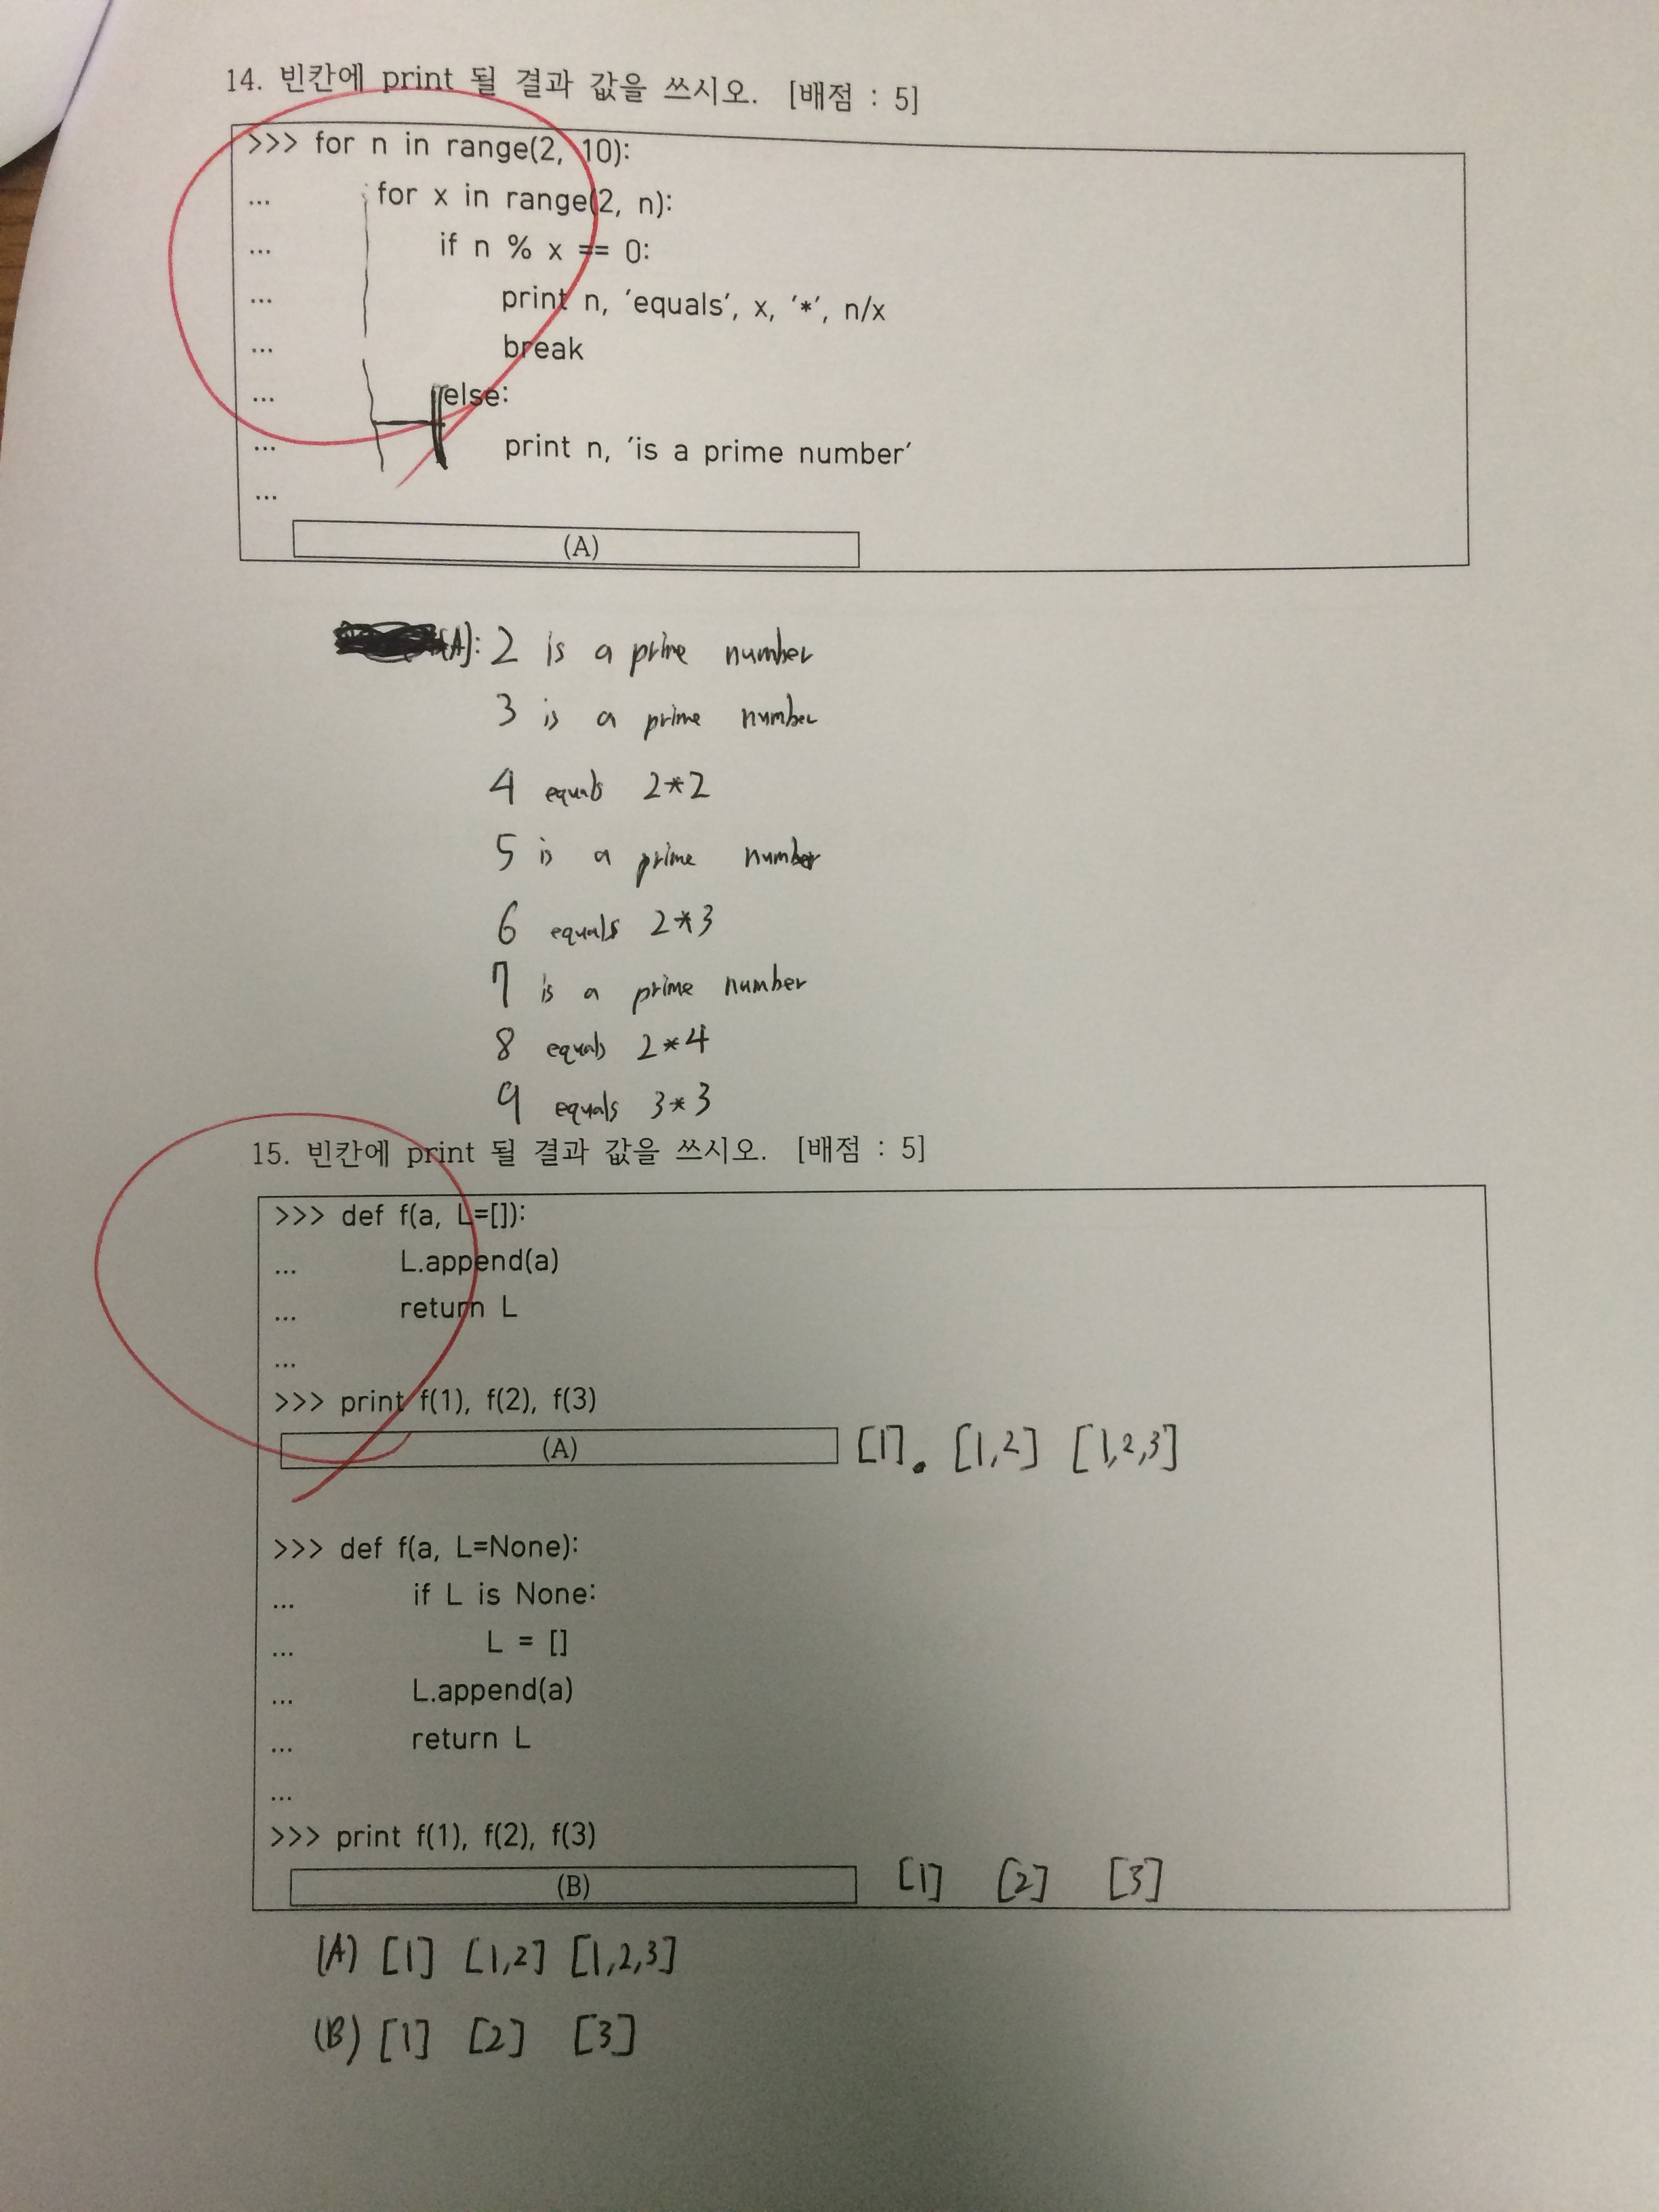 14. 빈칸에 print 될 결과 값을 쓰시오. [배점 : 5]
>>> for n in range(2, 10):
... for x in range(2, n):
... if n % x == 0:
... print n, 'equals', x, '*', n/x
... break
... else:
... print n, 'is a prime number'
...
(A)
(A): 2 is a prime number
3 is a prime number
4 equals 2*2
5 is a prime number
6 equals 2*3
7 is a prime number
8 equals 2*4
9 equals 3*3
15. 빈칸에 print 될 결과 값을 쓰시오. [배점 : 5]
>>> def f(a, L=[]):
... L.append(a)
... return L
...
>>> print f(1), f(2), f(3)
(A) [1]. [1,2] [1,2,3]
>>> def f(a, L=None):
... if L is None:
... L = []
... L.append(a)
... return L
...
>>> print f(1), f(2), f(3)
(B) [1] [2] [3]
(A) [1] [1,2] [1,2,3]
(B) [1] [2] [3]